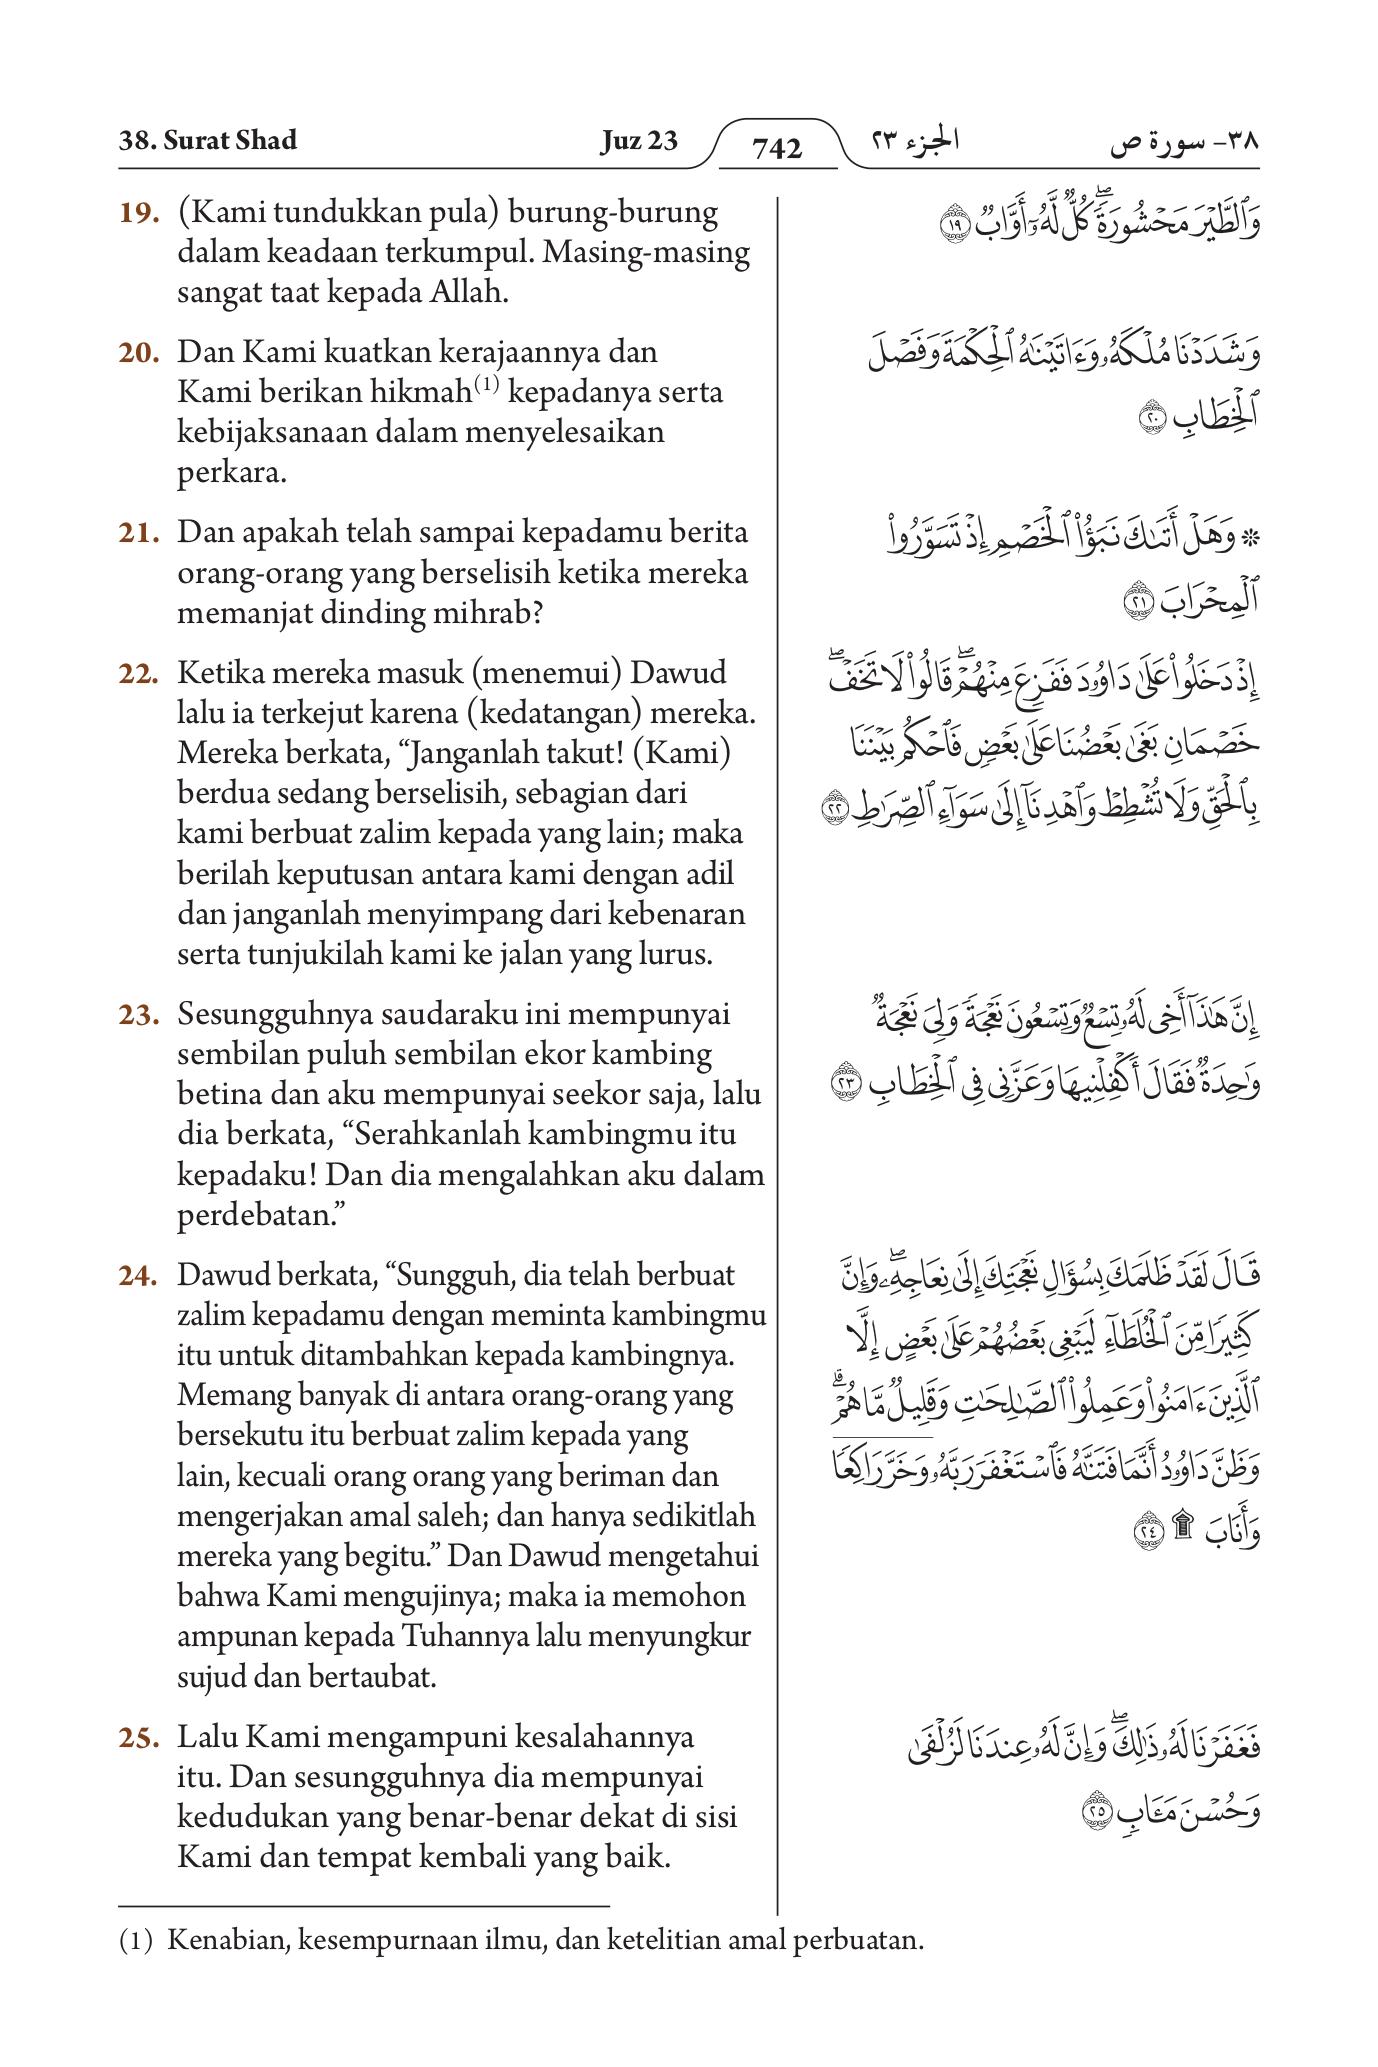 38. Surat Shad
Juz 23
742
الجزء ٢٣
٣٨- سورة ص
19. (Kami tundukkan pula) burung-burung
dalam keadaan terkumpul. Masing-masing
sangat taat kepada Allah.
وَٱلطَّيۡرَ مَحۡشُورَةٗۖ كُلّٞ لَّهُۥٓ أَوَّابٞ ١٩
20. Dan Kami kuatkan kerajaannya dan
Kami berikan hikmah(1) kepadanya serta
kebijaksanaan dalam menyelesaikan
perkara.
وَشَدَدۡنَا مُلۡكَهُۥ وَءَاتَيۡنَٰهُ ٱلۡحِكۡمَةَ وَفَصۡلَ
ٱلۡخِطَابِ ٢٠
21. Dan apakah telah sampai kepadamu berita
orang-orang yang berselisih ketika mereka
memanjat dinding mihrab?
۞ وَهَلۡ أَتَىٰكَ نَبَؤُاْ ٱلۡخَصۡمِ إِذۡ تَسَوَّرُواْ
ٱلۡمِحۡرَابَ ٢١
22. Ketika mereka masuk (menemui) Dawud
lalu ia terkejut karena (kedatangan) mereka.
Mereka berkata, “Janganlah takut! (Kami)
berdua sedang berselisih, sebagian dari
kami berbuat zalim kepada yang lain; maka
berilah keputusan antara kami dengan adil
dan janganlah menyimpang dari kebenaran
serta tunjukilah kami ke jalan yang lurus.
إِذۡ دَخَلُواْ عَلَىٰ دَاوُۥدَ فَفَزِعَ مِنۡهُمۡۖ قَالُواْ لَا تَخَفۡۖ
خَصۡمَانِ بَغَىٰ بَعۡضُنَا عَلَىٰ بَعۡضٖ فَٱحۡكُم بَيۡنَنَا
بِٱلۡحَقِّ وَلَا تُشۡطِطۡ وَٱهۡدِنَآ إِلَىٰ سَوَآءِ ٱلصِّرَٰطِ ٢٢
23. Sesungguhnya saudaraku ini mempunyai
sembilan puluh sembilan ekor kambing
betina dan aku mempunyai seekor saja, lalu
dia berkata, “Serahkanlah kambingmu itu
kepadaku! Dan dia mengalahkan aku dalam
perdebatan.”
إِنَّ هَٰذَآ أَخِي لَهُۥ تِسۡعٞ وَتِسۡعُونَ نَعۡجَةٗ وَلِيَ نَعۡجَةٞ
وَٰحِدَةٞ فَقَالَ أَكۡفِلۡنِيهَا وَعَزَّنِي فِي ٱلۡخِطَابِ ٢٣
24. Dawud berkata, “Sungguh, dia telah berbuat
zalim kepadamu dengan meminta kambingmu
itu untuk ditambahkan kepada kambingnya.
Memang banyak di antara orang-orang yang
bersekutu itu berbuat zalim kepada yang
lain, kecuali orang orang yang beriman dan
mengerjakan amal saleh; dan hanya sedikitlah
mereka yang begitu.” Dan Dawud mengetahui
bahwa Kami mengujinya; maka ia memohon
ampunan kepada Tuhannya lalu menyungkur
sujud dan bertaubat.
قَالَ لَقَدۡ ظَلَمَكَ بِسُؤَالِ نَعۡجَتِكَ إِلَىٰ نِعَاجِهِۦۖ وَإِنَّ
كَثِيرٗا مِّنَ ٱلۡخُلَطَآءِ لَيَبۡغِي بَعۡضُهُمۡ عَلَىٰ بَعۡضٍ إِلَّا
ٱلَّذِينَ ءَامَنُواْ وَعَمِلُواْ ٱلصَّٰلِحَٰتِ وَقَلِيلٞ مَّا هُمۡۗ
وَظَنَّ دَاوُۥدُ أَنَّمَا فَتَنَّٰهُ فَٱسۡتَغۡفَرَ رَبَّهُۥ وَخَرَّۤ رَاكِعٗاۤ
وَأَنَابَ ۩ ٢٤
25. Lalu Kami mengampuni kesalahannya
itu. Dan sesungguhnya dia mempunyai
kedudukan yang benar-benar dekat di sisi
Kami dan tempat kembali yang baik.
فَغَفَرۡنَا لَهُۥ ذَٰلِكَۖ وَإِنَّ لَهُۥ عِندَنَا لَزُلۡفَىٰ
وَحُسۡنَ مَـَٔابٖ ٢٥
(1) Kenabian, kesempurnaan ilmu, dan ketelitian amal perbuatan.